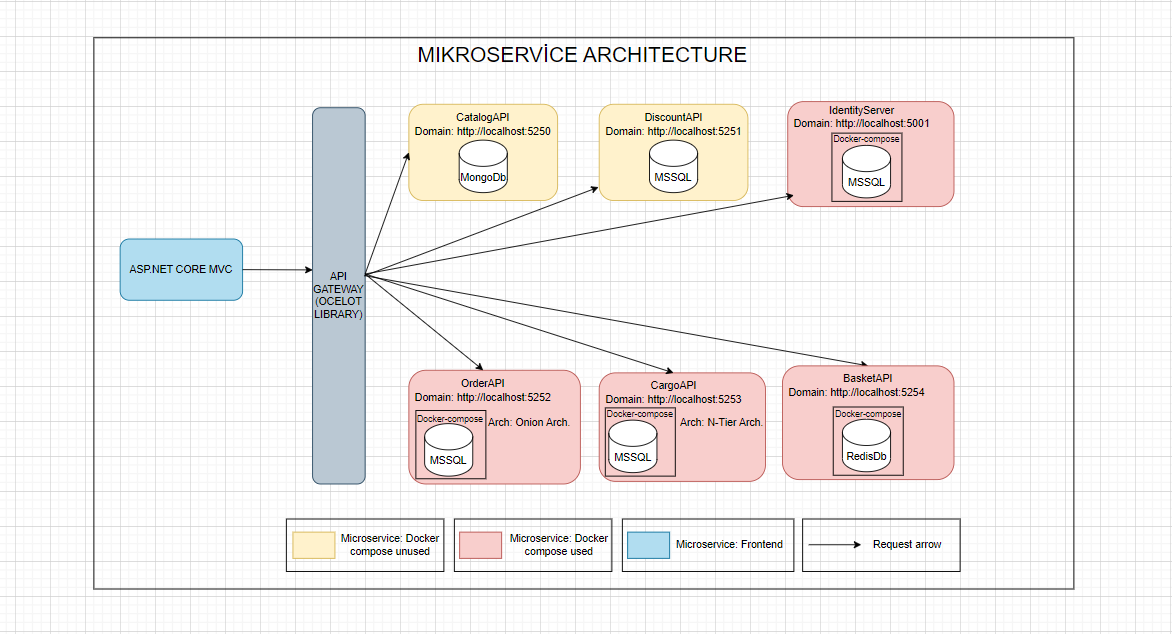 MIKROSERVİCE ARCHITECTURE
CatalogAPI
Domain: http://localhost:5250
MongoDb
DiscountAPI
Domain: http://localhost:5251
MSSQL
IdentityServer
Domain: http://localhost:5001
Docker-compose
MSSQL
ASP.NET CORE MVC
API
GATEWAY
(OCELOT
LIBRARY)
OrderAPI
Domain: http://localhost:5252
Docker-compose
Arch: Onion Arch.
MSSQL
CargoAPI
Domain: http://localhost:5253
Docker-compose
Arch: N-Tier Arch.
MSSQL
BasketAPI
Domain: http://localhost:5254
Docker-compose
RedisDb
Microservice: Docker
compose unused
Microservice: Docker
compose used
Microservice: Frontend
Request arrow